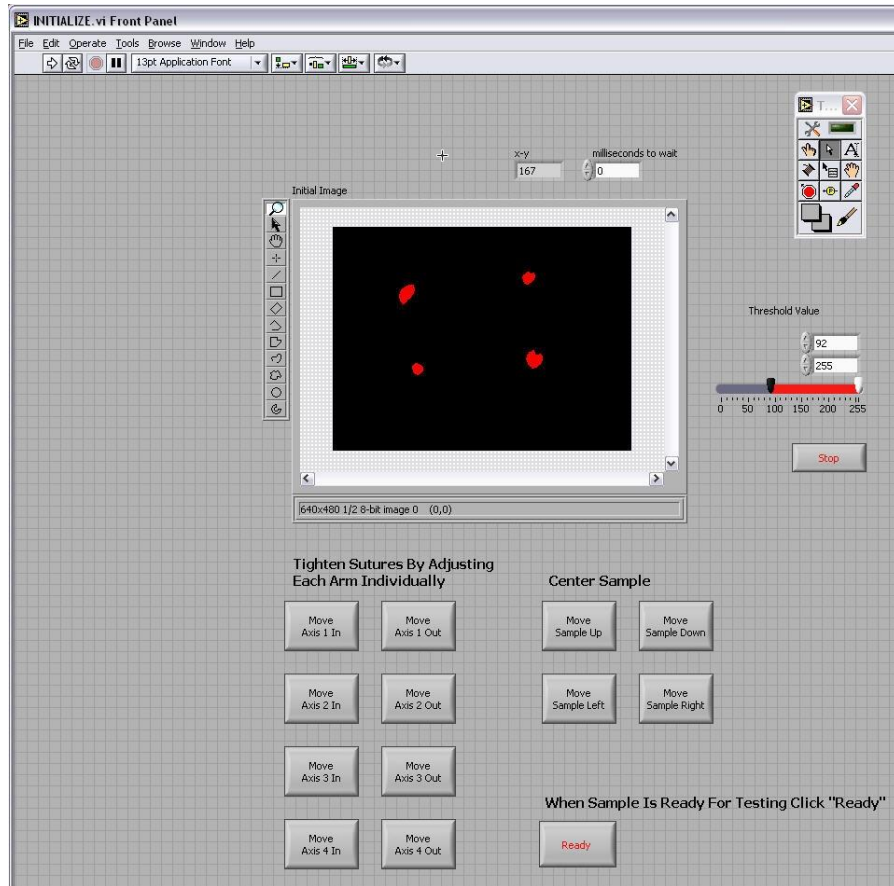 INITIALIZE.vi Front Panel
File Edit Operate Tools Browse Window Help
13pt Application Font
T...
x-y
milliseconds to wait
167
0
Initial Image
Threshold Value
92
255
0 50 100 150 200 255
Stop
640x480 1/2 8-bit image 0 (0,0)
Tighten Sutures By Adjusting
Each Arm Individually
Center Sample
Move
Axis 1 In
Move
Axis 1 Out
Move
Sample Up
Move
Sample Down
Move
Axis 2 In
Move
Axis 2 Out
Move
Sample Left
Move
Sample Right
Move
Axis 3 In
Move
Axis 3 Out
When Sample Is Ready For Testing Click "Ready"
Move
Axis 4 In
Move
Axis 4 Out
Ready